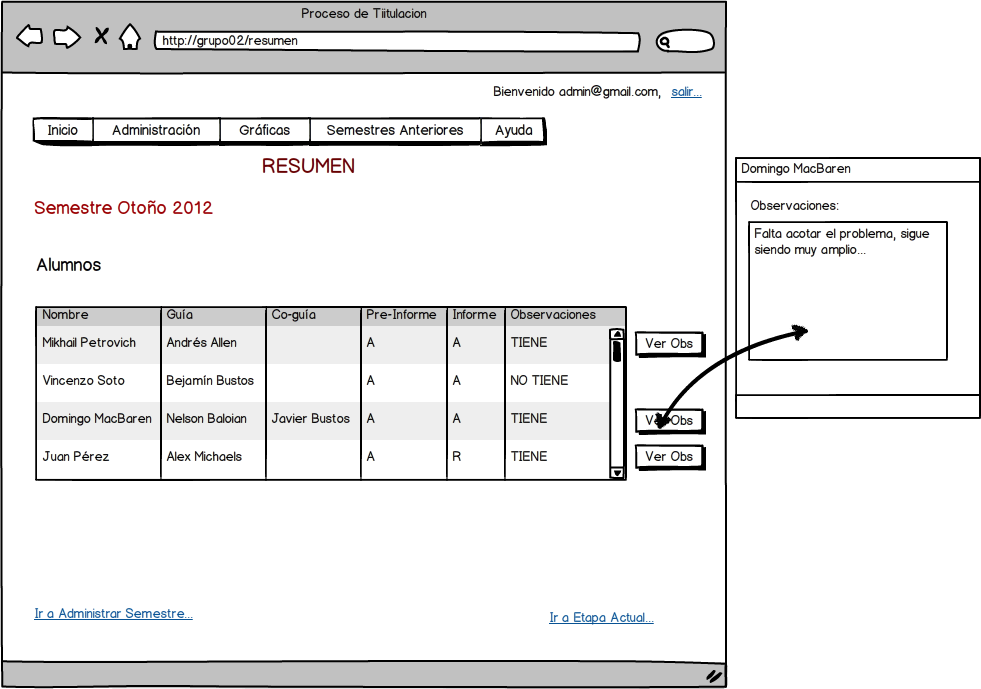 Proceso de Tiitulacion
http://grupo02/resumen
Bienvenido admin@gmail.com, salir...
Inicio Administración Gráficas Semestres Anteriores Ayuda
RESUMEN
Semestre Otoño 2012
Alumnos
Nombre Guía Co-guía Pre-Informe Informe Observaciones
Mikhail Petrovich Andrés Allen A A TIENE Ver Obs
Vincenzo Soto Bejamín Bustos A A NO TIENE
Domingo MacBaren Nelson Baloian Javier Bustos A A TIENE Ver Obs
Juan Pérez Alex Michaels A R TIENE Ver Obs
Ir a Administrar Semestre...
Ir a Etapa Actual...
Domingo MacBaren
Observaciones:
Falta acotar el problema, sigue
siendo muy amplio...